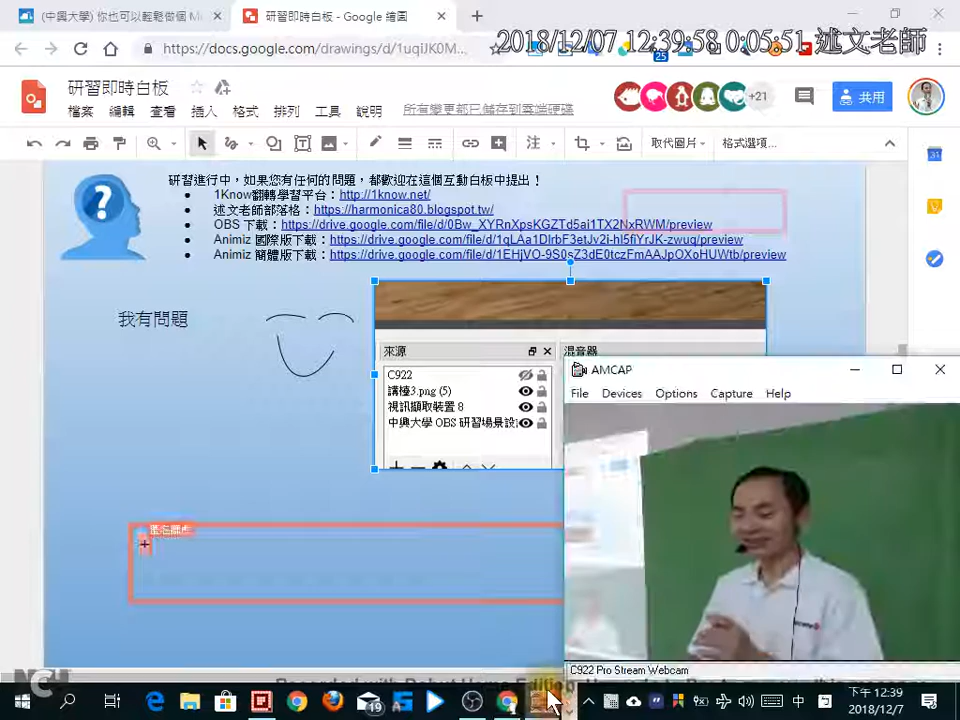 (中興大學) 你也可以輕鬆做個 M
研習即時白板 - Google 繪圖
https://docs.google.com/drawings/d/1uqiJK0M...
2018/12/07 12:39:58 0:05:51 述文老師
25
研習即時白板
+21
共用
檔案 編輯 查看 插入 格式 排列 工具 說明 所有變更都已儲存到雲端硬碟
注 取代圖片 格式選項...
31
研習進行中，如果您有任何的問題，都歡迎在這個互動白板中提出！
1Know翻轉學習平台：http://1know.net/
述文老師部落格：https://harmonica80.blogspot.tw/
OBS 下載：https://drive.google.com/file/d/0Bw_XYRnXpsKGZTd5ai1TX2NxRWM/preview
Animiz 國際版下載：https://drive.google.com/file/d/1qLAa1DlrbF3etJv2i-hl5fiYrJK-zwuq/preview
Animiz 簡體版下載：https://drive.google.com/file/d/1EHjVO-9S0sZ3dE0tczFmAAJpOXoHUWtb/preview
我有問題
來源
混音器
C922
講檯3.png (5)
視訊擷取裝置 8
中興大學 OBS 研習場景設
AMCAP
File Devices Options Capture Help
C922 Pro Stream Webcam
Recorded with Debut Home Edition
19
中
下午 12:39
2018/12/7